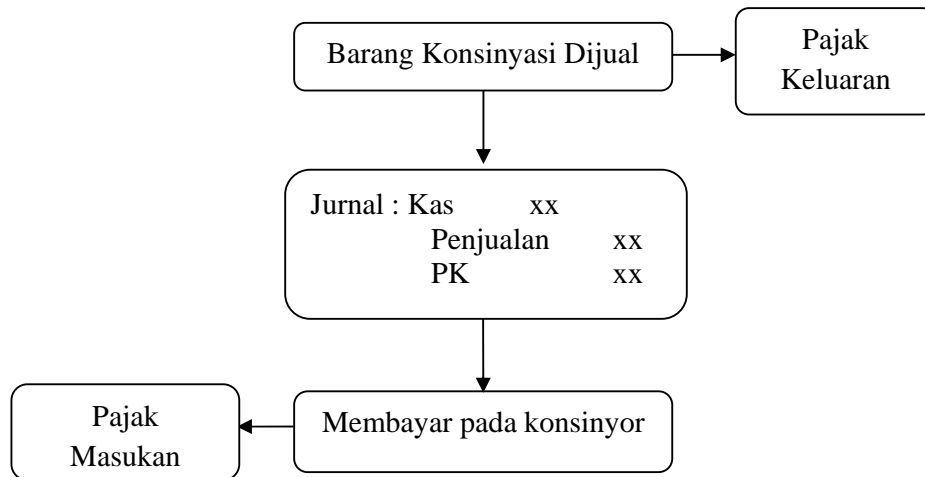 Barang Konsinyasi Dijual
Pajak
Keluaran
Jurnal : Kas xx
Penjualan xx
PK xx
Membayar pada konsinyor
Pajak
Masukan